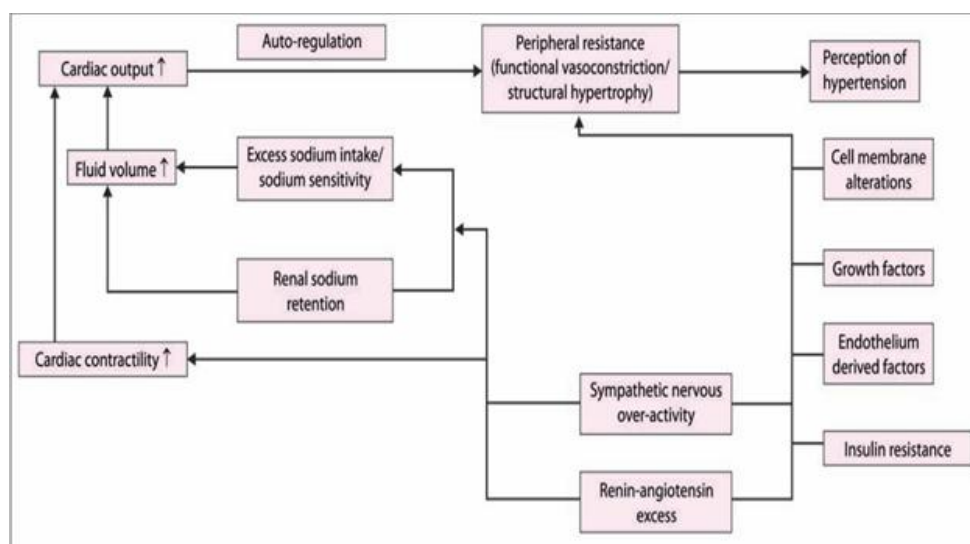 Auto-regulation
Cardiac output ↑
Peripheral resistance
(functional vasoconstriction/
structural hypertrophy)
Perception of
hypertension
Fluid volume ↑
Excess sodium intake/
sodium sensitivity
Cell membrane
alterations
Renal sodium
retention
Growth factors
Cardiac contractility ↑
Endothelium
derived factors
Sympathetic nervous
over-activity
Insulin resistance
Renin-angiotensin
excess